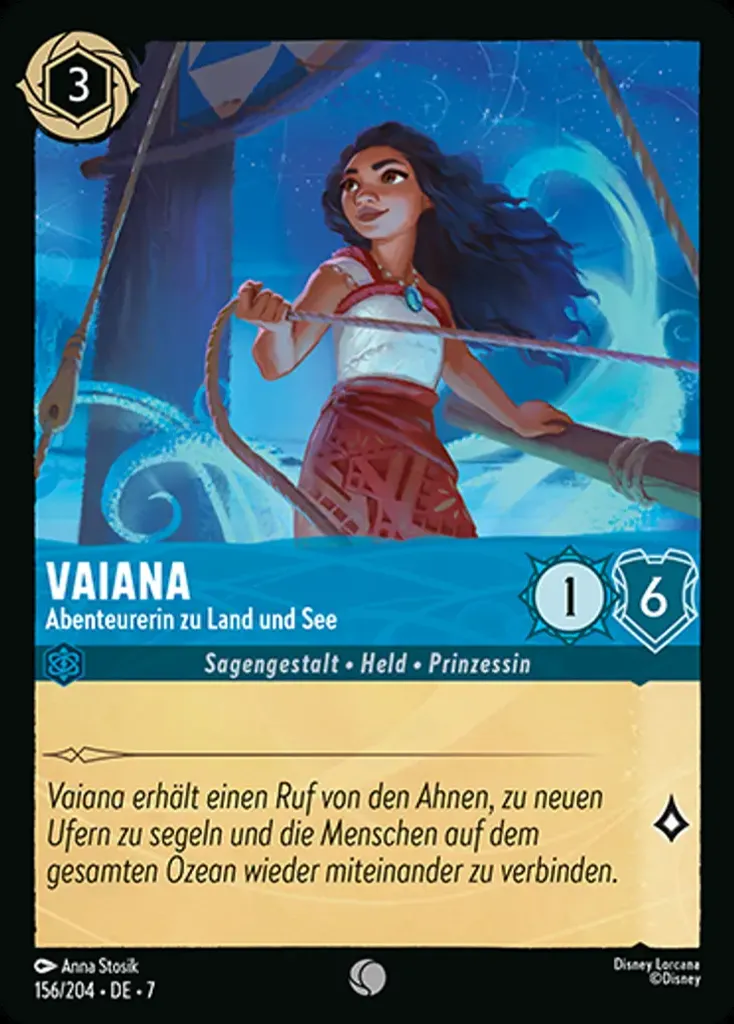 3
VAIANA
Abenteurerin zu Land und See
1
6
Sagengestalt • Held • Prinzessin
Vaiana erhält einen Ruf von den Ahnen, zu neuen
Ufern zu segeln und die Menschen auf dem
gesamten Ozean wieder miteinander zu verbinden.
Anna Stosik
156/204 • DE • 7
Disney Lorcana
©Disney